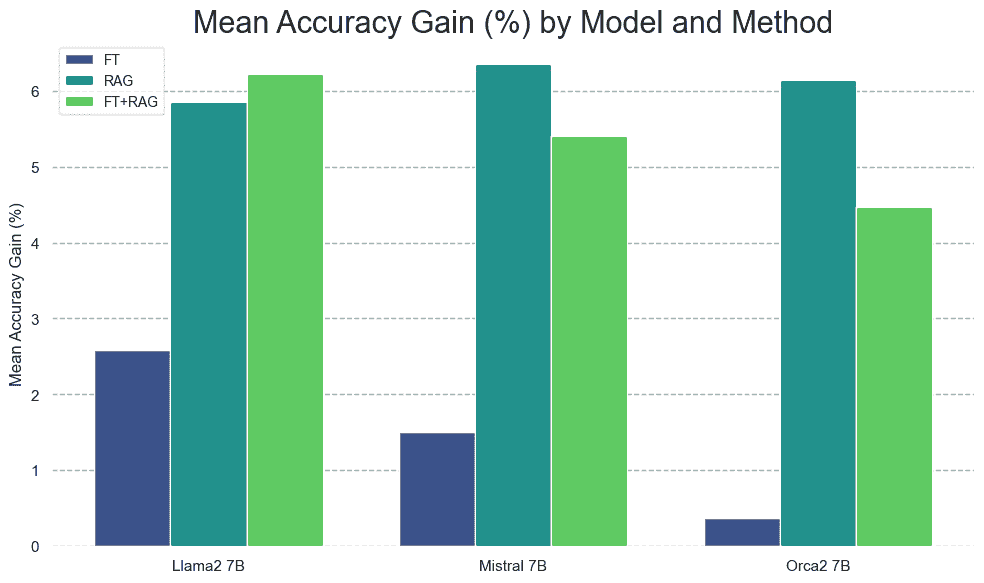 Mean Accuracy Gain (%) by Model and Method
FT
RAG
FT+RAG
Mean Accuracy Gain (%)
6
5
4
3
2
1
0
Llama2 7B
Mistral 7B
Orca2 7B